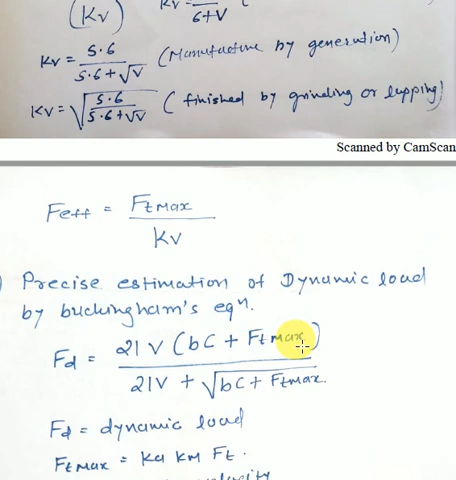 (Kv) Kv = 6+V
Kv = 5.6 / 5.6 + √V (Manufacture by generation)
Kv = √(5.6 / 5.6 + √V) (finished by grinding or lapping)
Scanned by CamScan
Feff = Ftmax / Kv
) Precise estimation of Dynamic load
by buckingham's eqn.
Fd = 21 V (bC + Ftmax) / 21V + √bC + Ftmax.
Fd = dynamic load
Ftmax = Ka Km Ft.